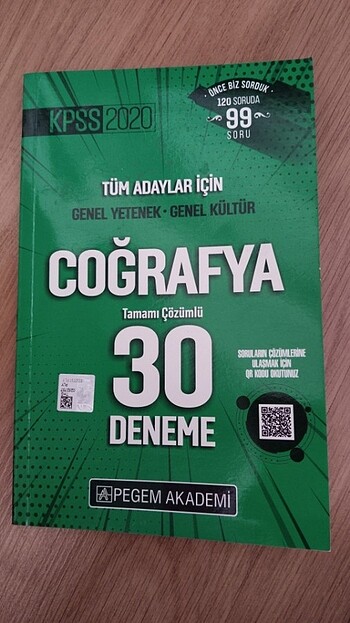 ÖNCE BİZ SORDUK
120 SORUDA
99
SORU
KPSS 2020
TÜM ADAYLAR İÇİN
GENEL YETENEK • GENEL KÜLTÜR
COĞRAFYA
Tamamı Çözümlü
30
DENEME
SORULARIN ÇÖZÜMLERİNE
ULAŞMAK İÇİN
QR KODU OKUTUNUZ
PEGEM AKADEMİ